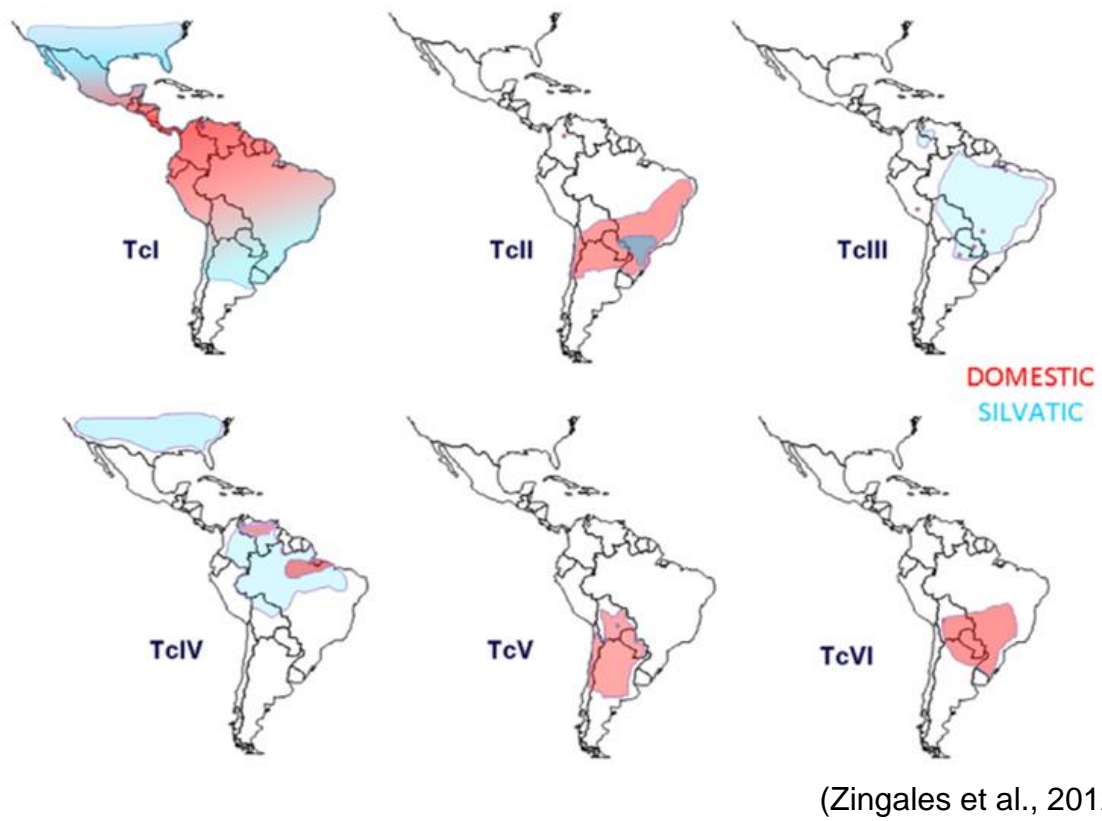 TcI
TcII
TcIII
DOMESTIC
SILVATIC
TcIV
TcV
TcVI
(Zingales et al., 201